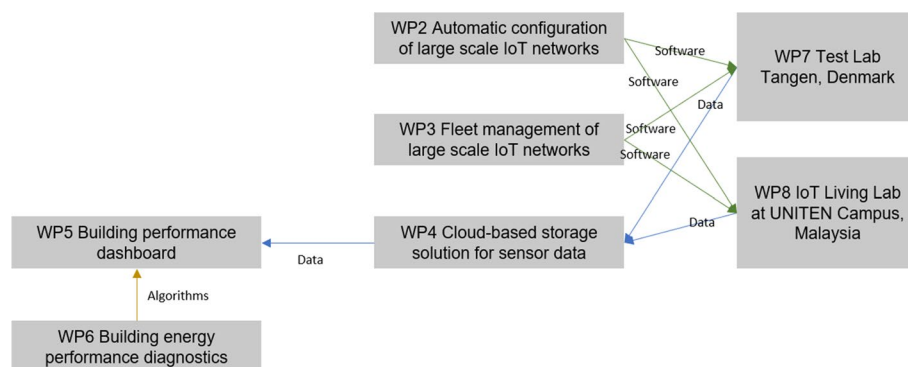 WP2 Automatic configuration
of large scale IoT networks
Software
WP7 Test Lab
Tangen, Denmark
Software
Data
WP3 Fleet management of
large scale IoT networks
Software
Software
WP8 IoT Living Lab
at UNITEN Campus,
Malaysia
WP5 Building performance
dashboard
Data
WP4 Cloud-based storage
solution for sensor data
Data
Algorithms
WP6 Building energy
performance diagnostics